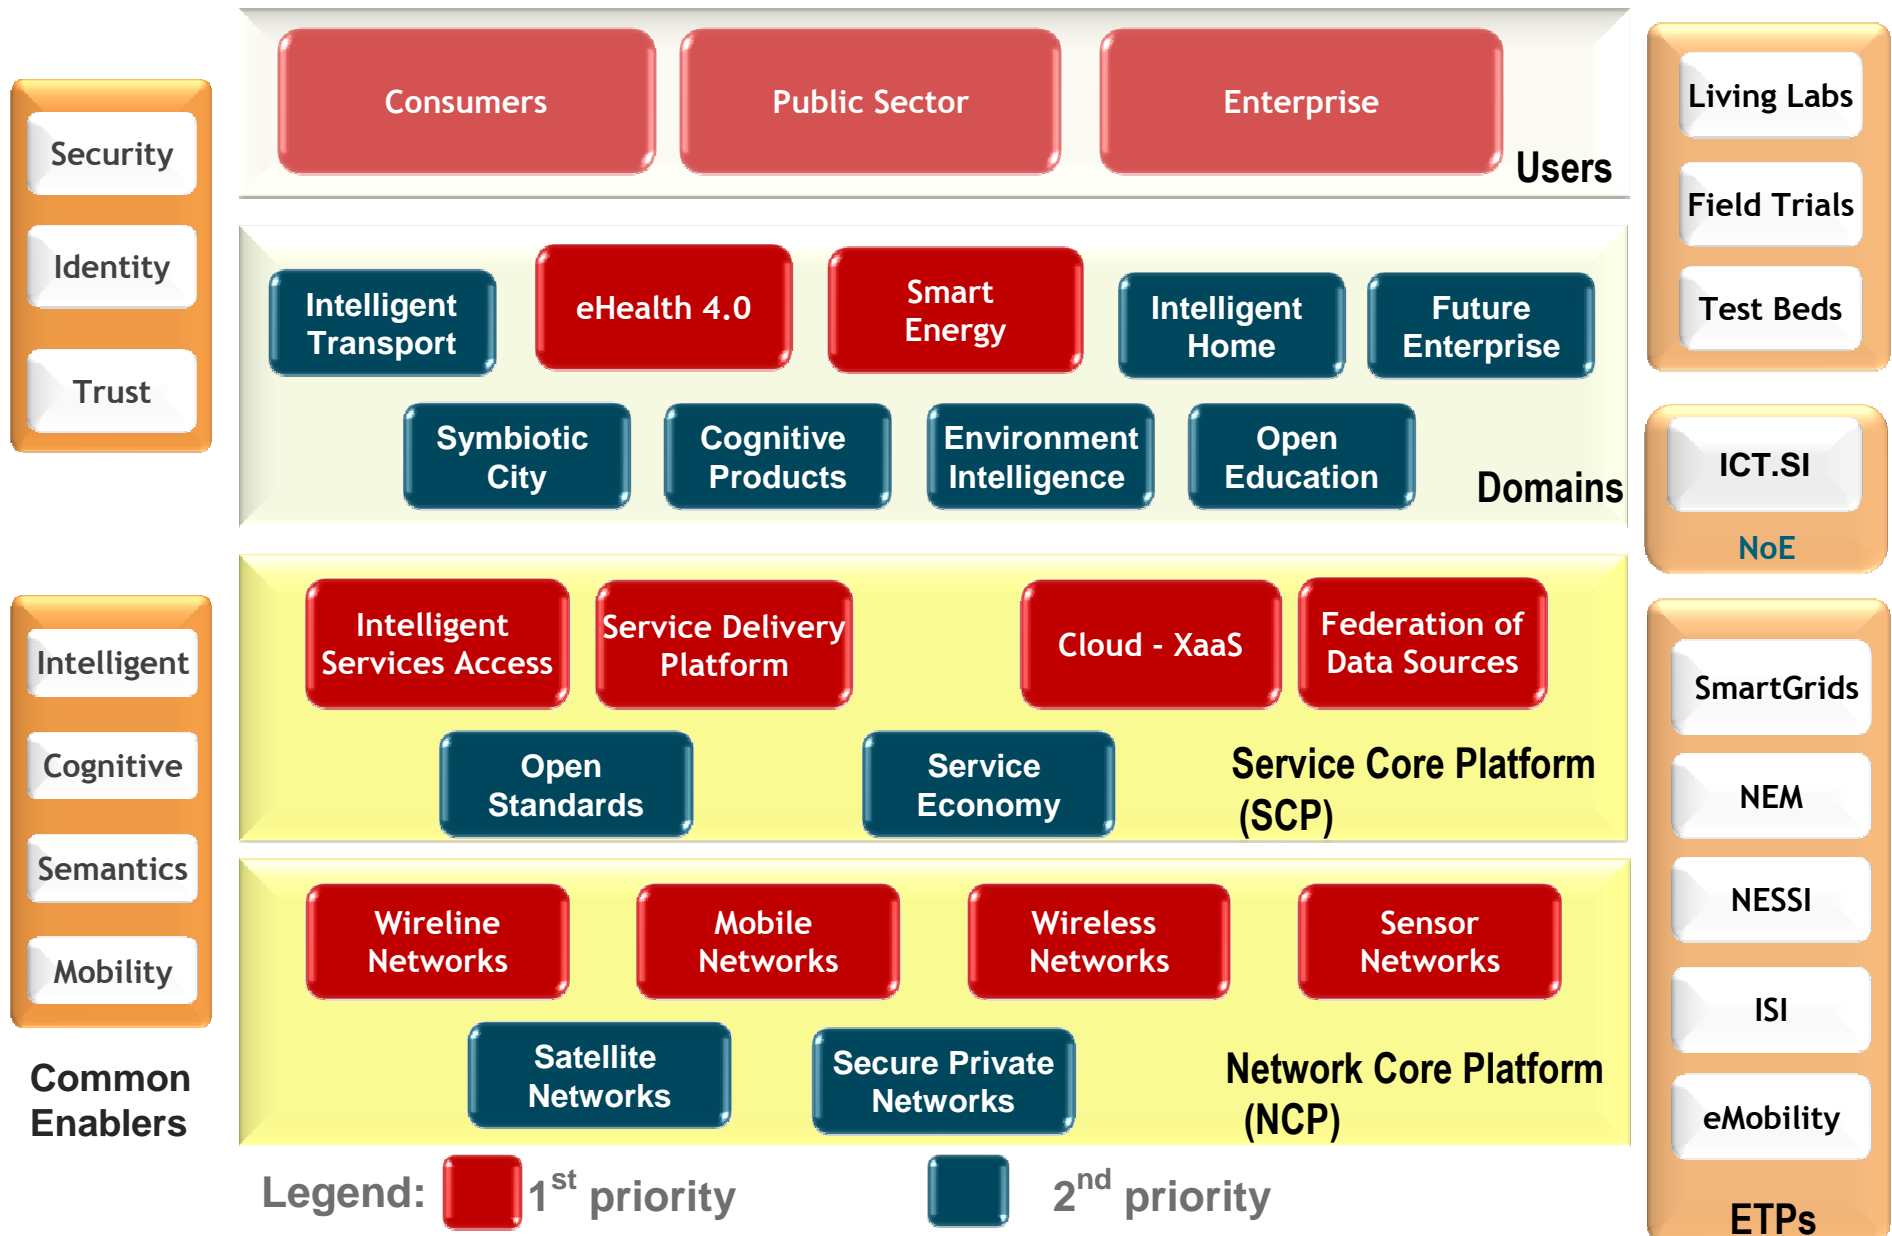 Security
Identity
Trust
Intelligent
Cognitive
Semantics
Mobility
Common
Enablers
Consumers
Public Sector
Enterprise
Users
Intelligent
Transport
eHealth 4.0
Smart
Energy
Intelligent
Home
Future
Enterprise
Symbiotic
City
Cognitive
Products
Environment
Intelligence
Open
Education
Domains
Intelligent
Services Access
Service Delivery
Platform
Cloud - XaaS
Federation of
Data Sources
Open
Standards
Service
Economy
Service Core Platform
(SCP)
Wireline
Networks
Mobile
Networks
Wireless
Networks
Sensor
Networks
Satellite
Networks
Secure Private
Networks
Network Core Platform
(NCP)
Legend:
1st priority
2nd priority
Living Labs
Field Trials
Test Beds
ICT.SI
NoE
SmartGrids
NEM
NESSI
ISI
eMobility
ETPs